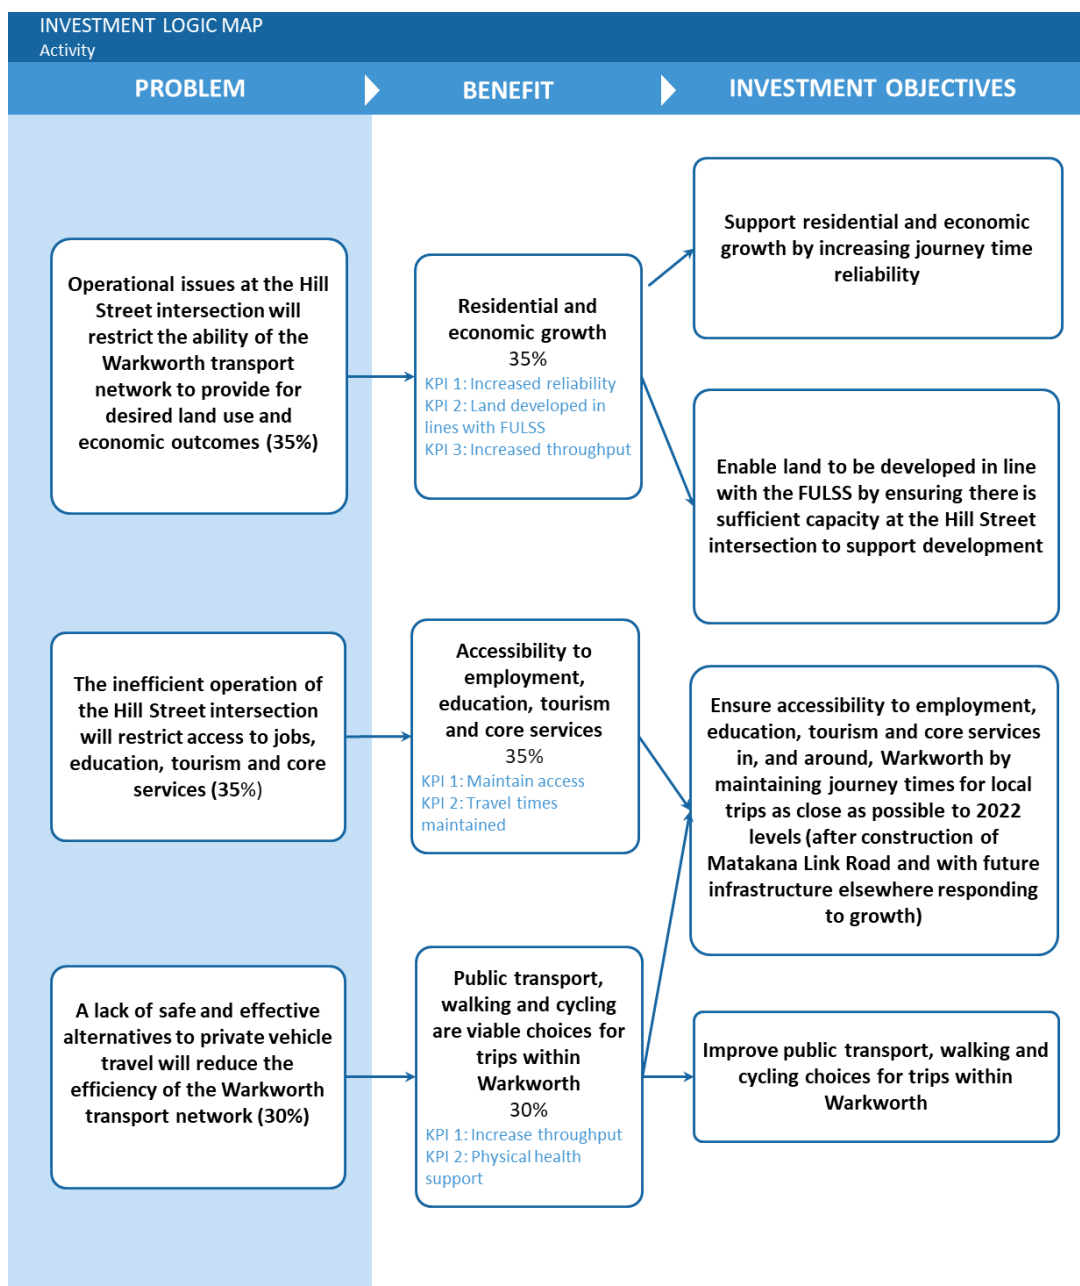 INVESTMENT LOGIC MAP
Activity
PROBLEM
BENEFIT
INVESTMENT OBJECTIVES
Operational issues at the Hill
Street intersection will
restrict the ability of the
Warkworth transport
network to provide for
desired land use and
economic outcomes (35%)
Residential and
economic growth
35%
KPI 1: Increased reliability
KPI 2: Land developed in
lines with FULSS
KPI 3: Increased throughput
Support residential and economic
growth by increasing journey time
reliability
Enable land to be developed in line
with the FULSS by ensuring there is
sufficient capacity at the Hill Street
intersection to support development
The inefficient operation of
the Hill Street intersection
will restrict access to jobs,
education, tourism and core
services (35%)
Accessibility to
employment,
education, tourism
and core services
35%
KPI 1: Maintain access
KPI 2: Travel times
maintained
Ensure accessibility to employment,
education, tourism and core services
in, and around, Warkworth by
maintaining journey times for local
trips as close as possible to 2022
levels (after construction of
Matakana Link Road and with future
infrastructure elsewhere responding
to growth)
A lack of safe and effective
alternatives to private vehicle
travel will reduce the
efficiency of the Warkworth
transport network (30%)
Public transport,
walking and cycling
are viable choices for
trips within
Warkworth
30%
KPI 1: Increase throughput
KPI 2: Physical health
support
Improve public transport, walking and
cycling choices for trips within
Warkworth